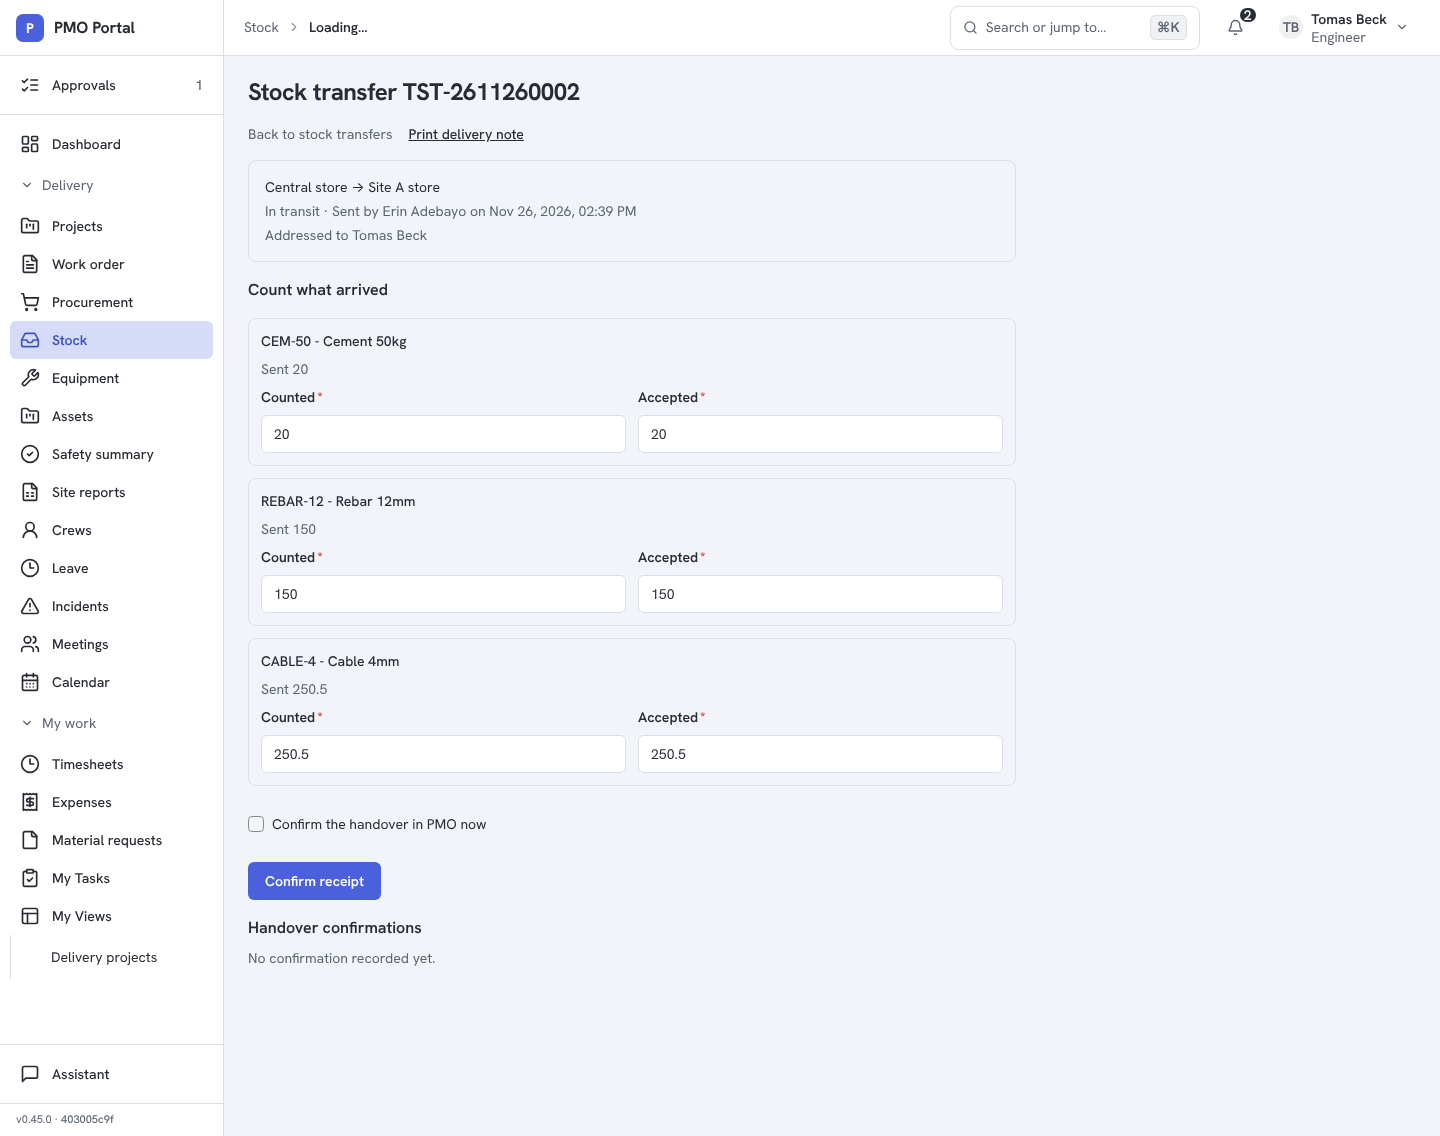 P PMO Portal
Stock > Loading...
Search or jump to... ⌘K
2
TB
Tomas Beck
Engineer
Approvals 1
Dashboard
Delivery
Projects
Work order
Procurement
Stock
Equipment
Assets
Safety summary
Site reports
Crews
Leave
Incidents
Meetings
Calendar
My work
Timesheets
Expenses
Material requests
My Tasks
My Views
Delivery projects
Assistant
v0.45.0 · 403005c9f
Stock transfer TST-2611260002
Back to stock transfers Print delivery note
Central store → Site A store
In transit · Sent by Erin Adebayo on Nov 26, 2026, 02:39 PM
Addressed to Tomas Beck
Count what arrived
CEM-50 - Cement 50kg
Sent 20
Counted * Accepted *
20 20
REBAR-12 - Rebar 12mm
Sent 150
Counted * Accepted *
150 150
CABLE-4 - Cable 4mm
Sent 250.5
Counted * Accepted *
250.5 250.5
Confirm the handover in PMO now
Confirm receipt
Handover confirmations
No confirmation recorded yet.